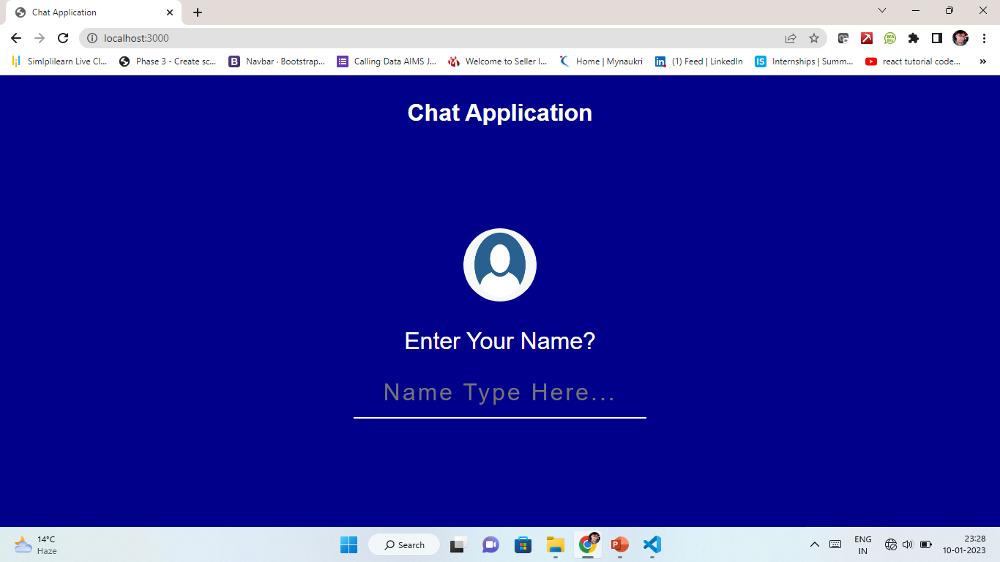 Chat Application
localhost:3000
Simlplilearn Live Cl...
Phase 3 - Create sc...
Navbar · Bootstrap...
Calling Data AIMS J...
Welcome to Seller I...
Home | Mynaukri
(1) Feed | LinkedIn
Internships | Summ...
react tutorial code...
Chat Application
Enter Your Name?
Name Type Here...
14°C
Haze
Search
ENG
IN
23:28
10-01-2023